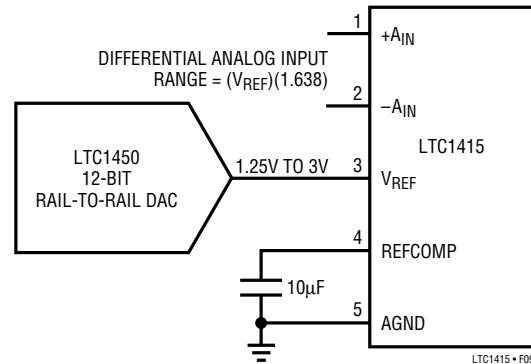 1
+AIN
DIFFERENTIAL ANALOG INPUT
RANGE = (VREF)(1.638)
2
–AIN
LTC1450
12-BIT
RAIL-TO-RAIL DAC
1.25V TO 3V
3
VREF
LTC1415
4
REFCOMP
10µF
5
AGND
LTC1415 • F05